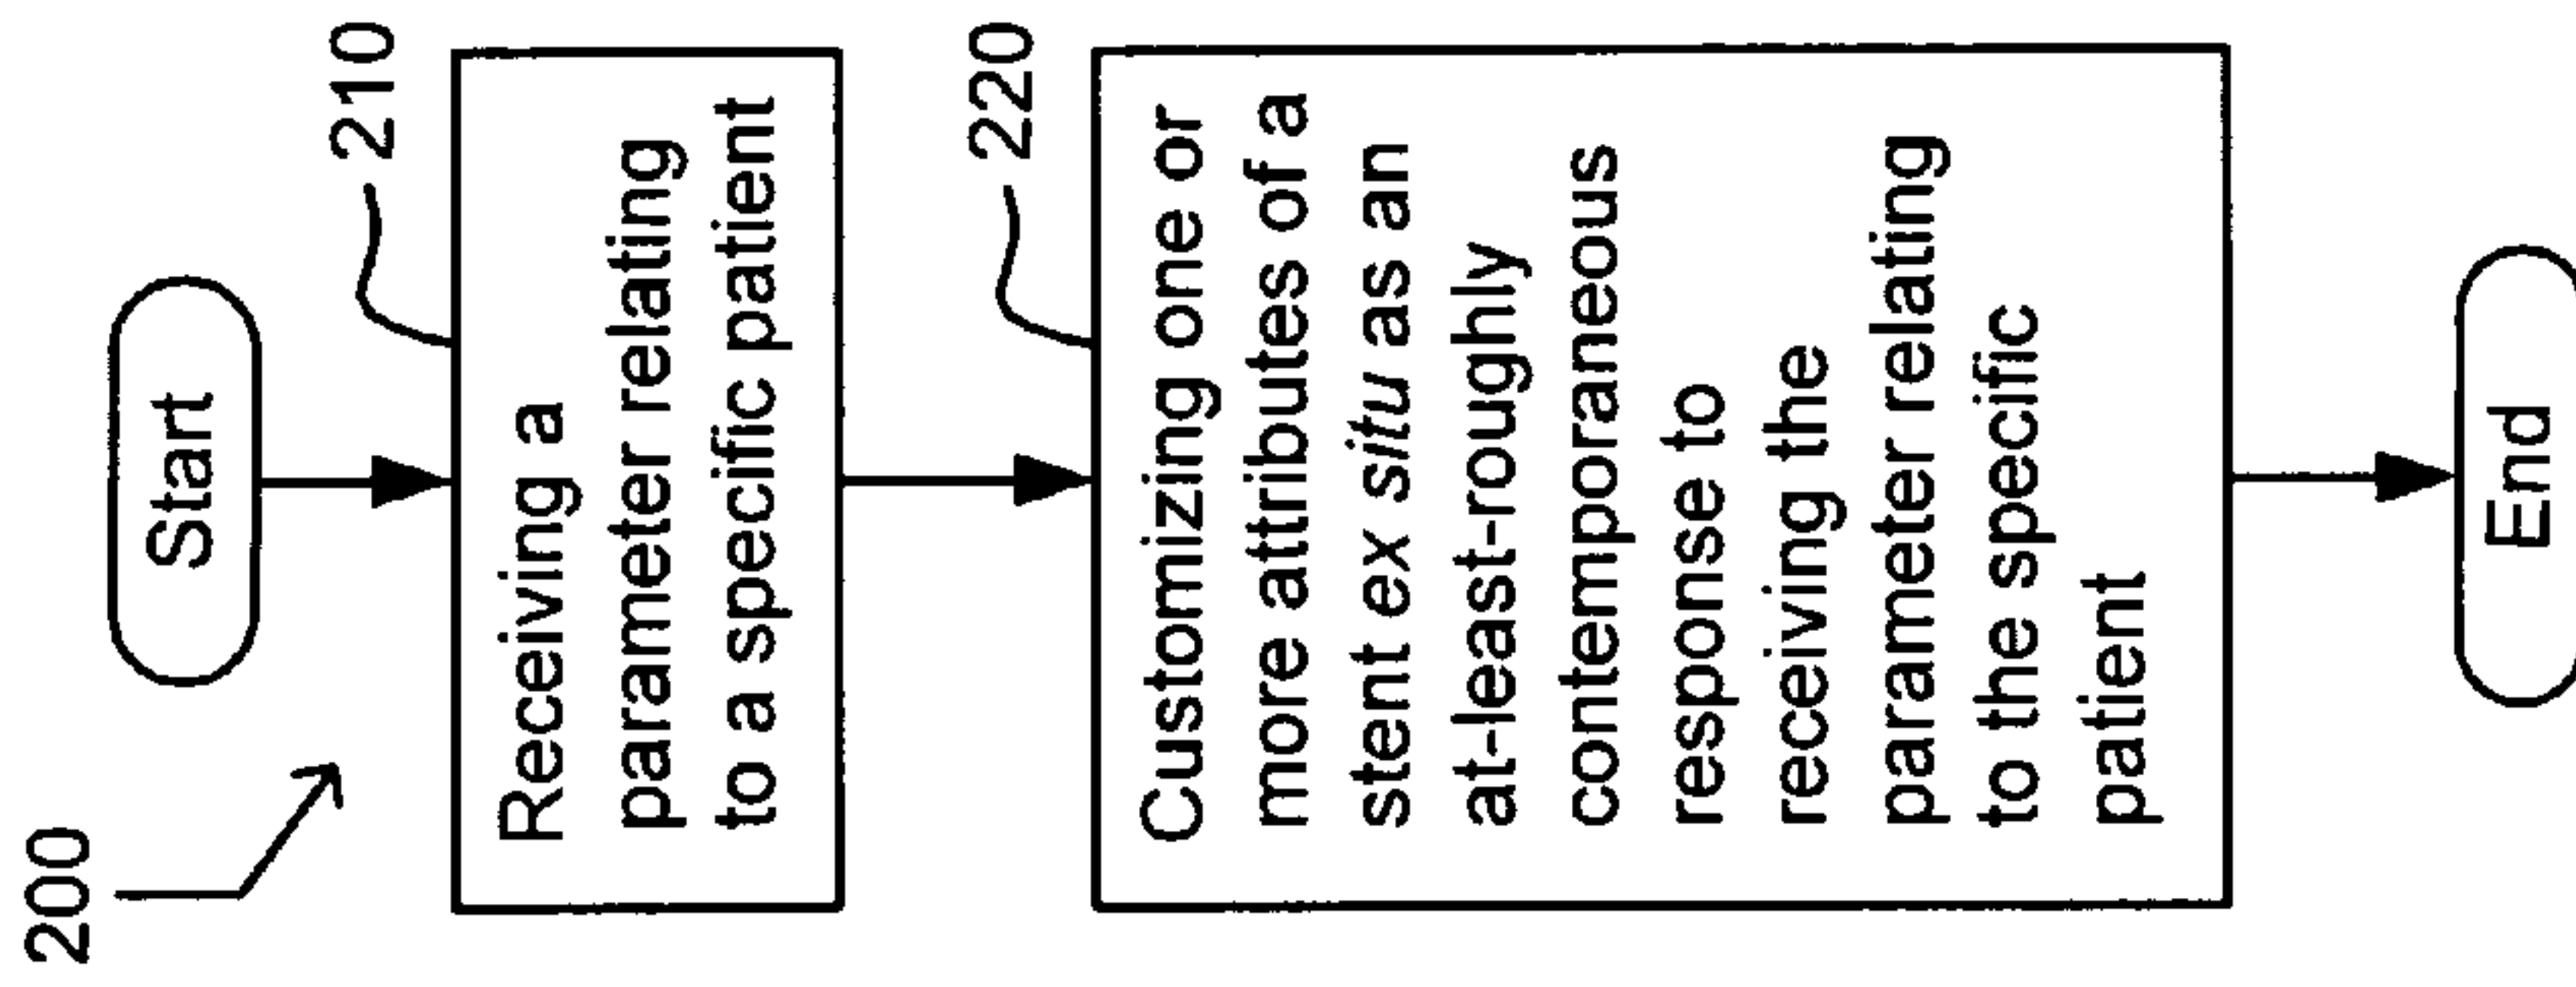 200
Start
210
Receiving a
parameter relating
to a specific patient
220
Customizing one or
more attributes of a
stent ex situ as an
at-least-roughly
contemporaneous
response to
receiving the
parameter relating
to the specific
patient
End